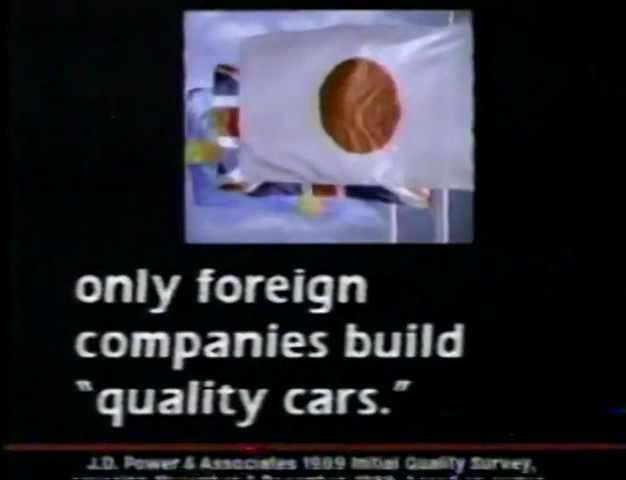 only foreign
companies build
“quality cars.”
J.D. Power & Associates 1989 Initial Quality Survey,